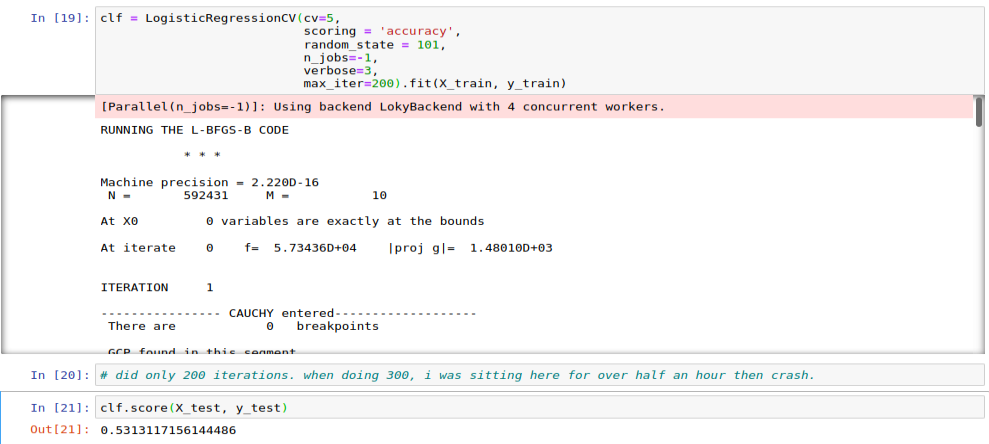 In [19]: clf = LogisticRegressionCV(cv=5,
scoring = 'accuracy',
random_state = 101,
n_jobs=-1,
verbose=3,
max_iter=200).fit(X_train, y_train)
[Parallel(n_jobs=-1)]: Using backend LokyBackend with 4 concurrent workers.
RUNNING THE L-BFGS-B CODE
* * *
Machine precision = 2.220D-16
N = 592431 M = 10
At X0 0 variables are exactly at the bounds
At iterate 0 f= 5.73436D+04 |proj g|= 1.48010D+03
ITERATION 1
---------------- CAUCHY entered-------------------
There are 0 breakpoints
GCP found in this segment
In [20]: # did only 200 iterations. when doing 300, i was sitting here for over half an hour then crash.
In [21]: clf.score(X_test, y_test)
Out[21]: 0.5313117156144486